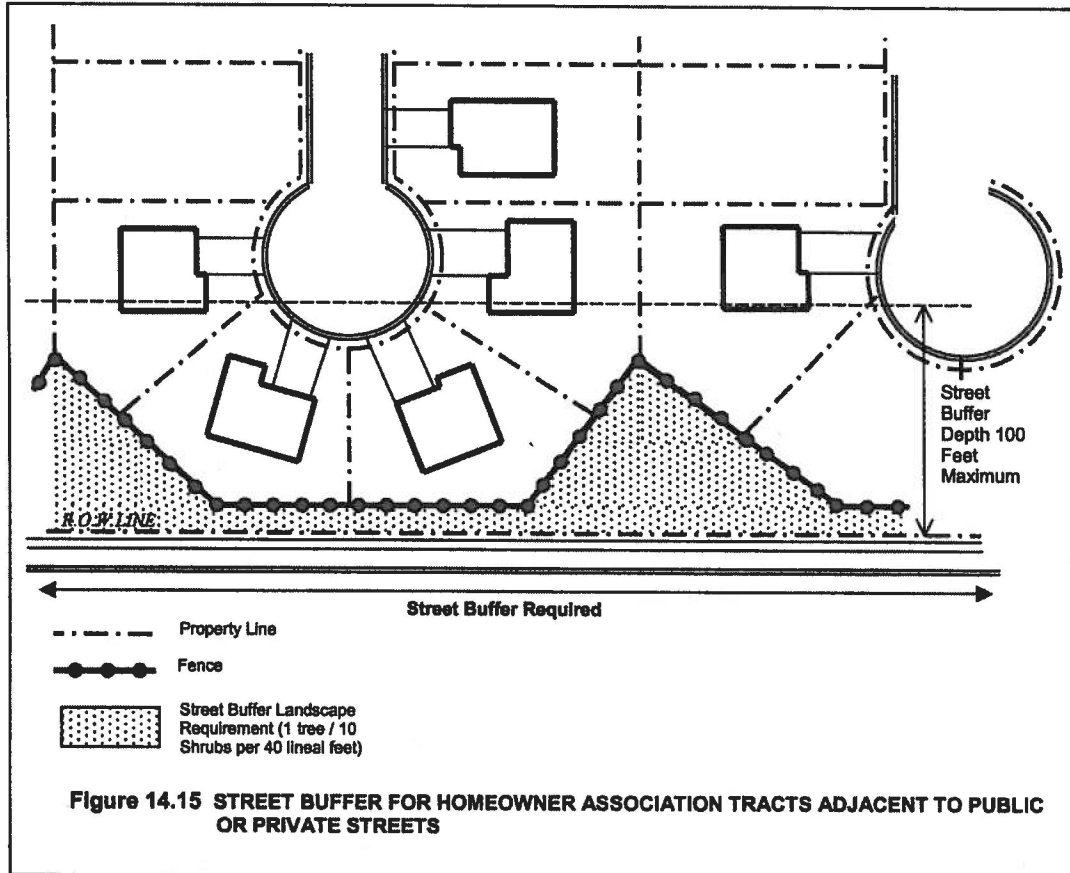 Street
Buffer
Depth 100
Feet
Maximum
R.O.W. LINE
Street Buffer Required
Property Line
Fence
Street Buffer Landscape
Requirement (1 tree / 10
Shrubs per 40 lineal feet)
Figure 14.15 STREET BUFFER FOR HOMEOWNER ASSOCIATION TRACTS ADJACENT TO PUBLIC
OR PRIVATE STREETS